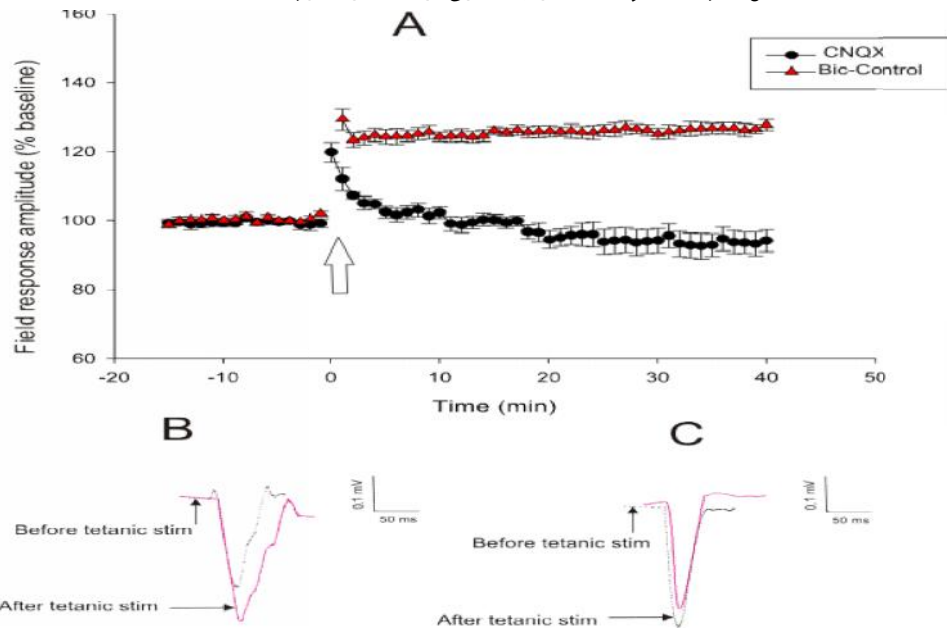 A
160
140
120
100
80
60
Field response amplitude (% baseline)
CNQX
Bic-Control
-20 -10 0 10 20 30 40 50
Time (min)
B
C
Before tetanic stim
After tetanic stim
0.1 mV
50 ms
Before tetanic stim
After tetanic stim
0.1 mV
50 ms